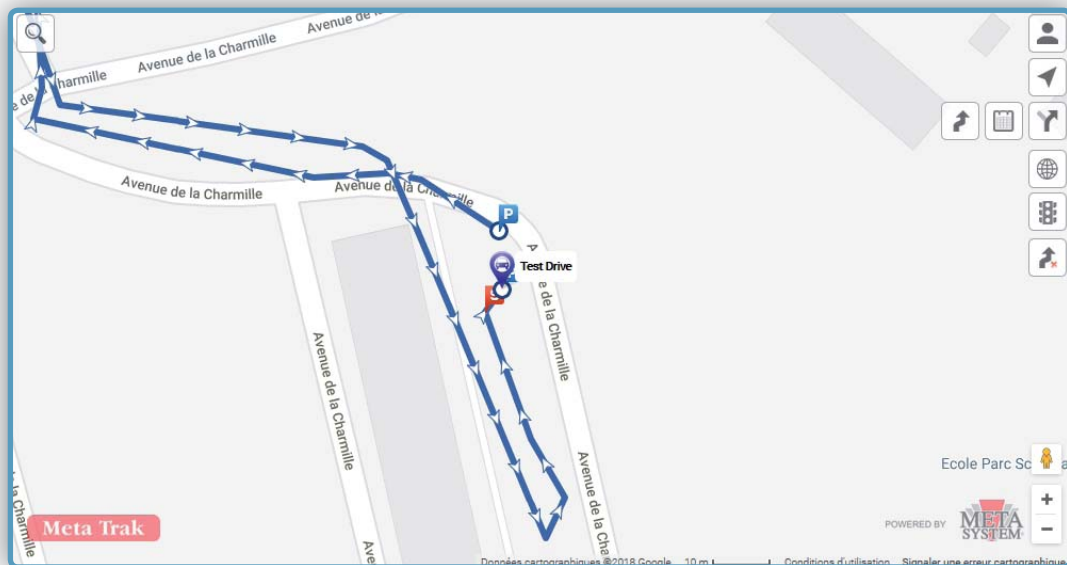 Avenue de la Charmille
Avenue de la
e de la Charmille
Avenue de la Charmille
Avenue de la Charmille
P
Test Drive
de la Charmille
Avenue de la Charmille
Avenue de la Charmille
Ecole Parc Sc
Meta Trak
POWERED BY
META
SYSTEM
Données cartographiques ©2018 Google 10 m Conditions d'utilisation Signaler une erreur cartographique